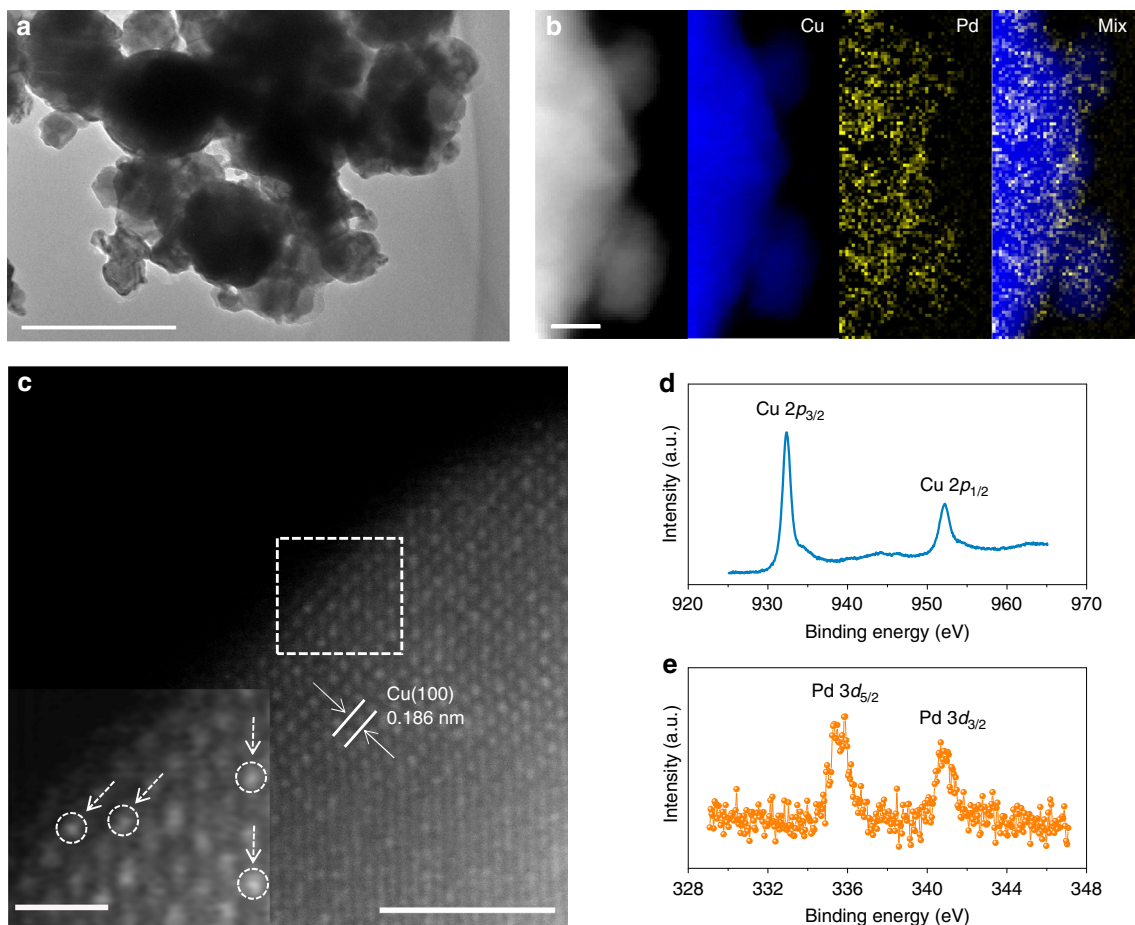 a
b
Cu
Pd
Mix
c
Cu(100)
0.186 nm
d
Cu 2p3/2
Cu 2p1/2
Intensity (a.u.)
920 930 940 950 960 970
Binding energy (eV)
e
Pd 3d5/2
Pd 3d3/2
Intensity (a.u.)
328 332 336 340 344 348
Binding energy (eV)